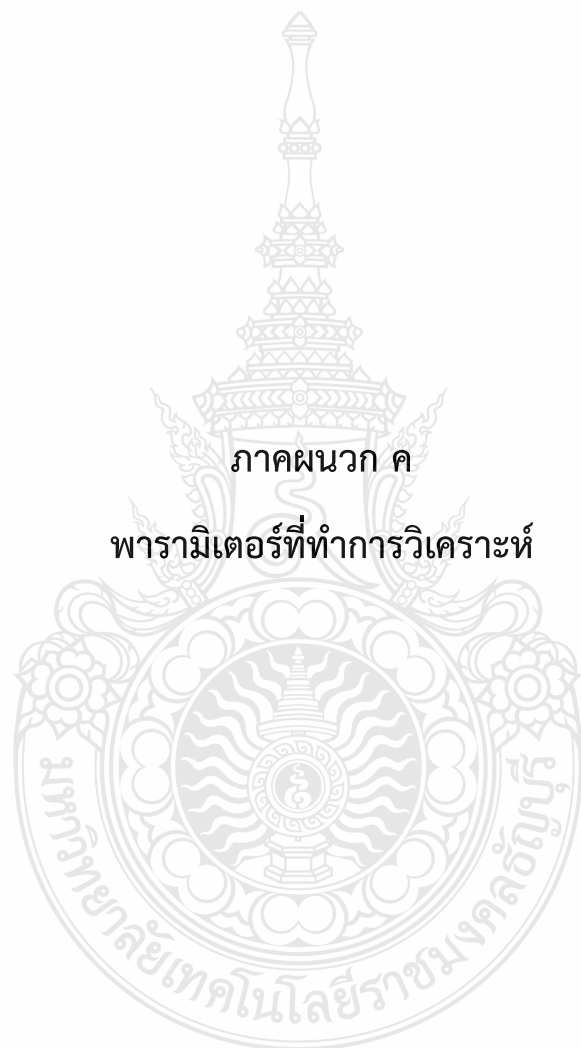 ภาคผนวก ค
พารามิเตอร์ที่ทำการวิเคราะห์
มหาวิทยาลัยเทคโนโลยีราชมงคลธัญบุรี